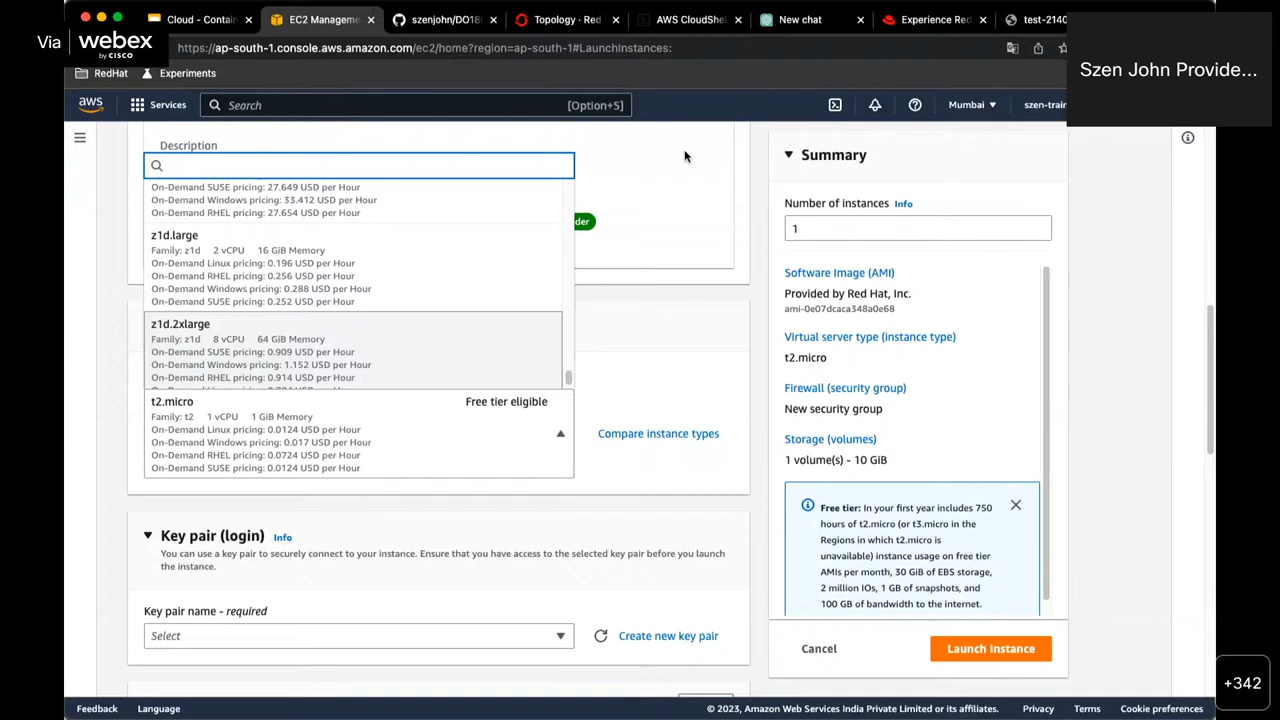 Cloud - Contain
EC2 Manageme
szenjohn/DO18
Topology · Red
AWS CloudShel
New chat
Experience Red
test-2140
Via webex
by CISCO
https://ap-south-1.console.aws.amazon.com/ec2/home?region=ap-south-1#LaunchInstances:
Szen John Provide...
RedHat
Experiments
aws
Services
Search
[Option+S]
Mumbai
szen-train
Description
On-Demand SUSE pricing: 27.649 USD per Hour
On-Demand Windows pricing: 33.412 USD per Hour
On-Demand RHEL pricing: 27.654 USD per Hour
der
z1d.large
Family: z1d 2 vCPU 16 GiB Memory
On-Demand Linux pricing: 0.196 USD per Hour
On-Demand RHEL pricing: 0.256 USD per Hour
On-Demand Windows pricing: 0.288 USD per Hour
On-Demand SUSE pricing: 0.252 USD per Hour
z1d.2xlarge
Family: z1d 8 vCPU 64 GiB Memory
On-Demand SUSE pricing: 0.909 USD per Hour
On-Demand Windows pricing: 1.152 USD per Hour
On-Demand RHEL pricing: 0.914 USD per Hour
t2.micro
Free tier eligible
Family: t2 1 vCPU 1 GiB Memory
On-Demand Linux pricing: 0.0124 USD per Hour
On-Demand Windows pricing: 0.017 USD per Hour
On-Demand RHEL pricing: 0.0724 USD per Hour
On-Demand SUSE pricing: 0.0124 USD per Hour
Compare instance types
Key pair (login) Info
You can use a key pair to securely connect to your instance. Ensure that you have access to the selected key pair before you launch
the instance.
Key pair name - required
Select
Create new key pair
Summary
Number of instances Info
1
Software Image (AMI)
Provided by Red Hat, Inc.
ami-0e07dcaca348a0e68
Virtual server type (instance type)
t2.micro
Firewall (security group)
New security group
Storage (volumes)
1 volume(s) - 10 GiB
Free tier: In your first year includes 750
hours of t2.micro (or t3.micro in the
Regions in which t2.micro is
unavailable) instance usage on free tier
AMIs per month, 30 GiB of EBS storage,
2 million IOs, 1 GB of snapshots, and
100 GB of bandwidth to the internet.
Cancel
Launch instance
+342
Feedback
Language
© 2023, Amazon Web Services India Private Limited or its affiliates.
Privacy
Terms
Cookie preferences